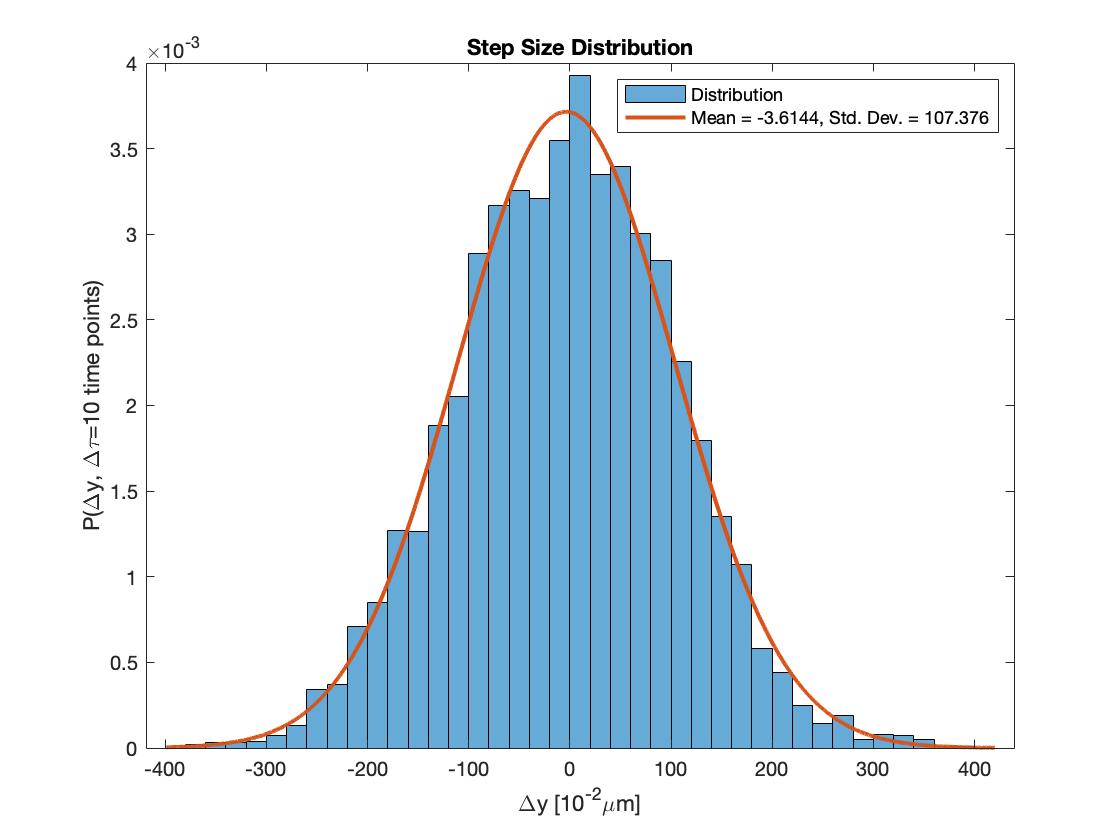 Step Size Distribution
×10⁻³
Distribution
Mean = -3.6144, Std. Dev. = 107.376
4
3.5
3
2.5
2
1.5
1
0.5
0
P(Δy, Δτ=10 time points)
-400 -300 -200 -100 0 100 200 300 400
Δy [10⁻²μm]